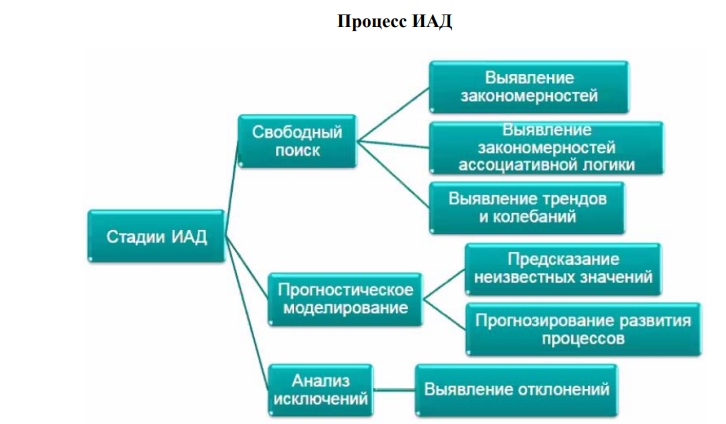 Процесс ИАД
Стадии ИАД
Свободный
поиск
Выявление
закономерностей
Выявление
закономерностей
ассоциативной логики
Выявление трендов
и колебаний
Прогностическое
моделирование
Предсказание
неизвестных значений
Прогнозирование развития
процессов
Анализ
исключений
Выявление отклонений